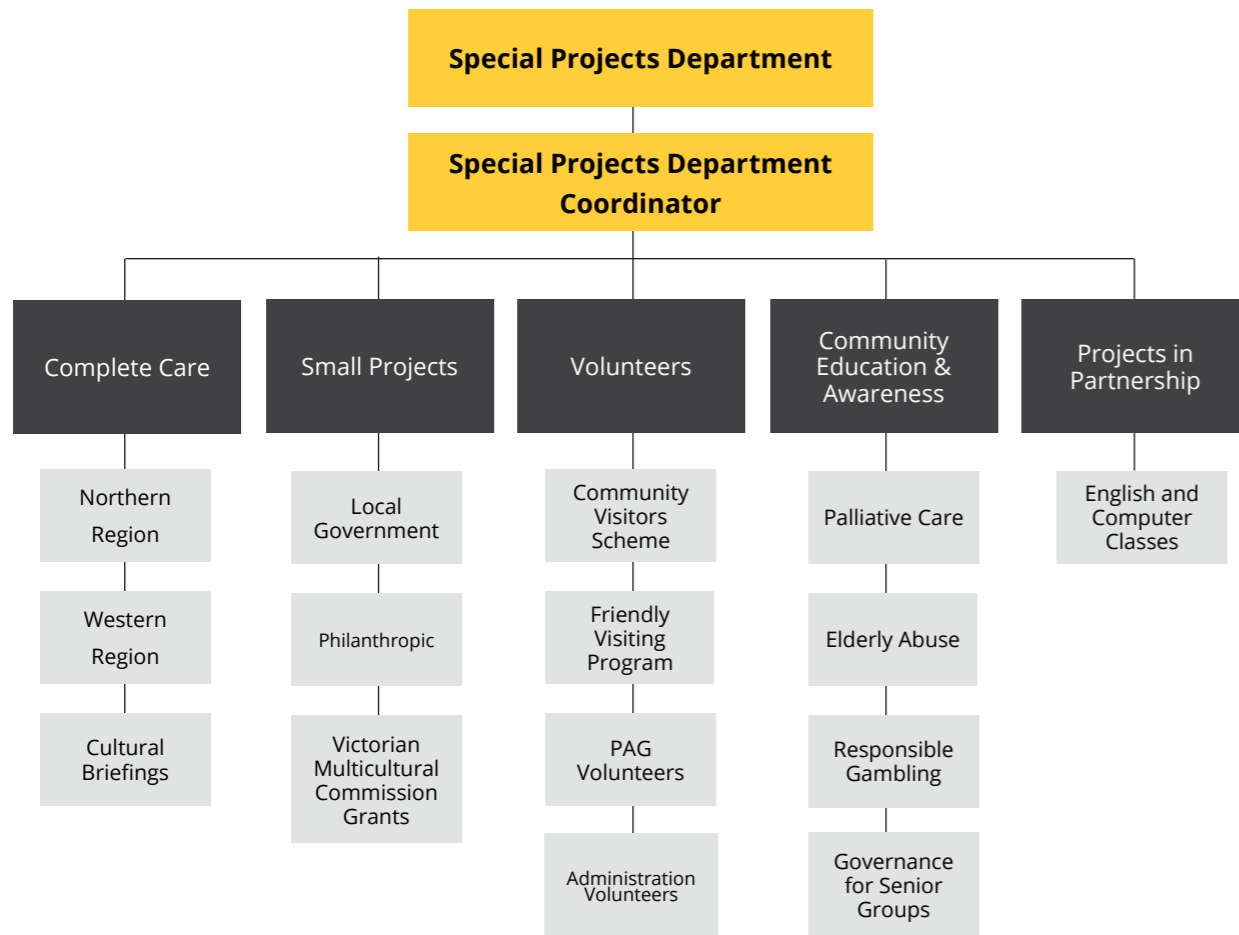 Special Projects Department
Special Projects Department
Coordinator
Complete Care
Small Projects
Volunteers
Community
Education &
Awareness
Projects in
Partnership
Northern
Region
Western
Region
Cultural
Briefings
Local
Government
Philanthropic
Victorian
Multicultural
Commission
Grants
Community
Visitors
Scheme
Friendly
Visiting
Program
PAG
Volunteers
Administration
Volunteers
Palliative Care
Elderly Abuse
Responsible
Gambling
Governance
for Senior
Groups
English and
Computer
Classes